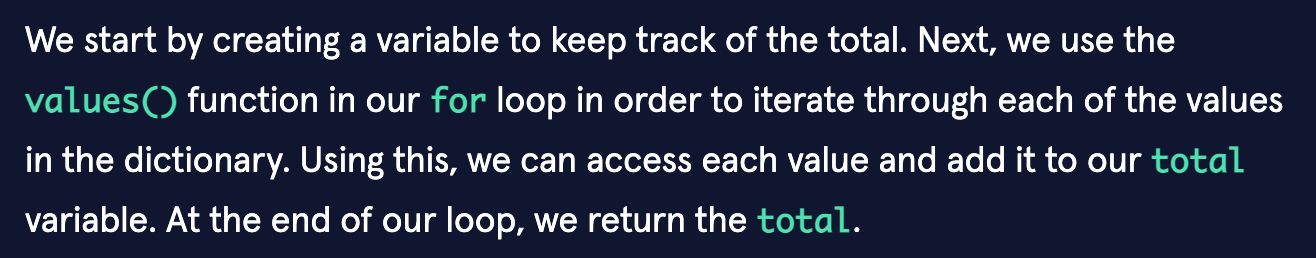 We start by creating a variable to keep track of the total. Next, we use the
values() function in our for loop in order to iterate through each of the values
in the dictionary. Using this, we can access each value and add it to our total
variable. At the end of our loop, we return the total.